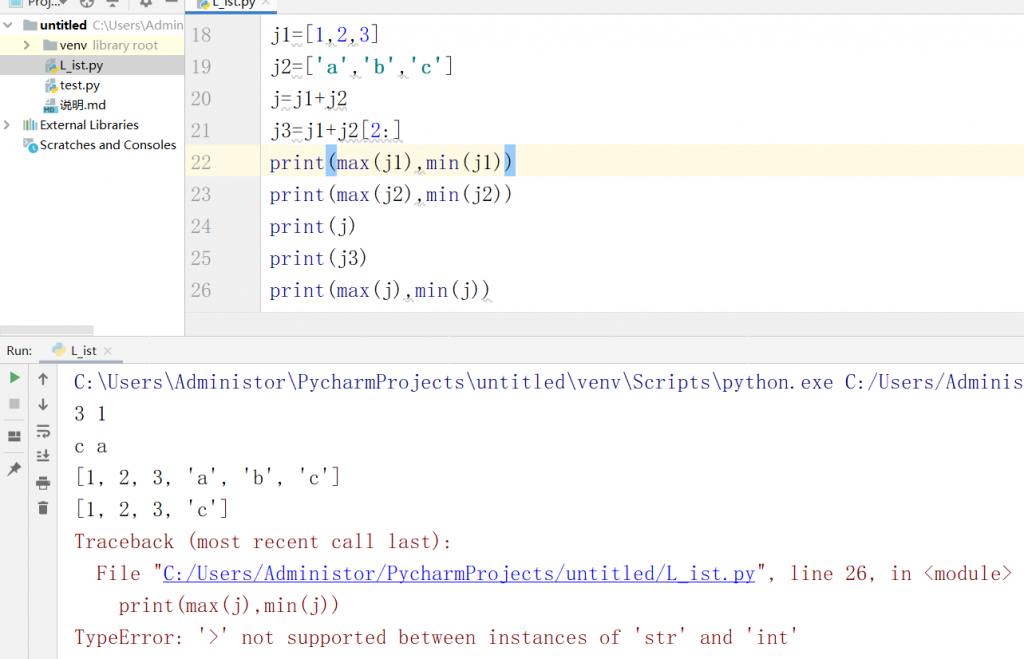 L_ist.py
untitled C:\Users\Admin
venv library root
L_ist.py
test.py
说明.md
External Libraries
Scratches and Consoles
18 j1=[1,2,3]
19 j2=['a','b','c']
20 j=j1+j2
21 j3=j1+j2[2:]
22 print(max(j1),min(j1))
23 print(max(j2),min(j2))
24 print(j)
25 print(j3)
26 print(max(j),min(j))
Run: L_ist
C:\Users\Administor\PycharmProjects\untitled\venv\Scripts\python.exe C:/Users/Adminis
3 1
c a
[1, 2, 3, 'a', 'b', 'c']
[1, 2, 3, 'c']
Traceback (most recent call last):
File "C:/Users/Administor/PycharmProjects/untitled/L_ist.py", line 26, in <module>
print(max(j),min(j))
TypeError: '>' not supported between instances of 'str' and 'int'